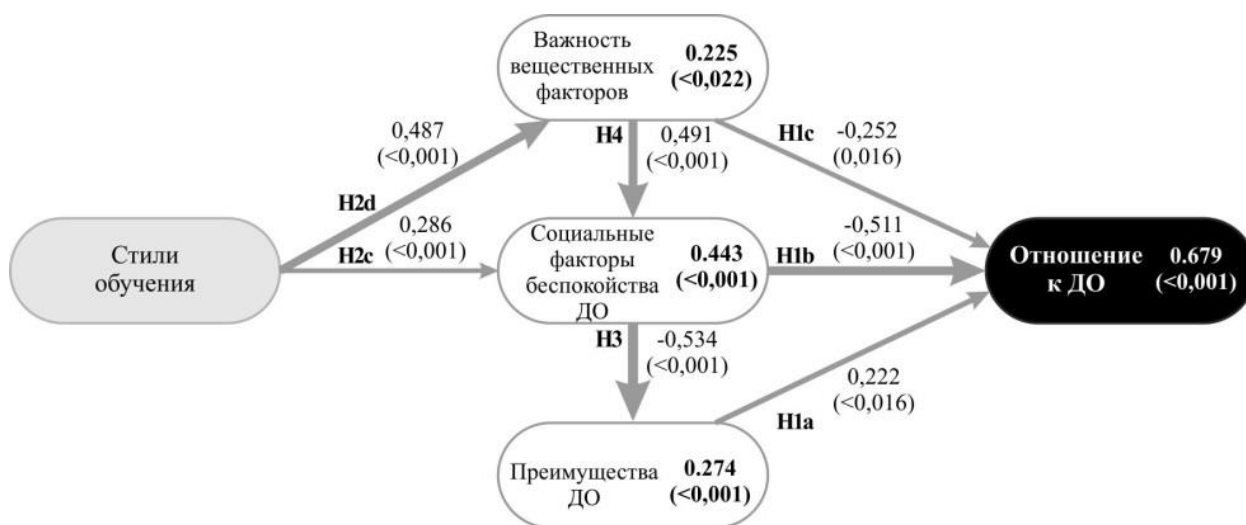 Важность
вещественных
факторов
0.225
(<0,022)
0,487
(<0,001)
H4
0,491
(<0,001)
H1c
-0,252
(0,016)
H2d
Стили
обучения
0,286
(<0,001)
H2c
Социальные
факторы
беспокойства
ДО
0.443
(<0,001)
-0,511
(<0,001)
H1b
Отношение
к ДО
0.679
(<0,001)
H3
-0,534
(<0,001)
0,222
(<0,016)
H1a
Преимущества
ДО
0.274
(<0,001)